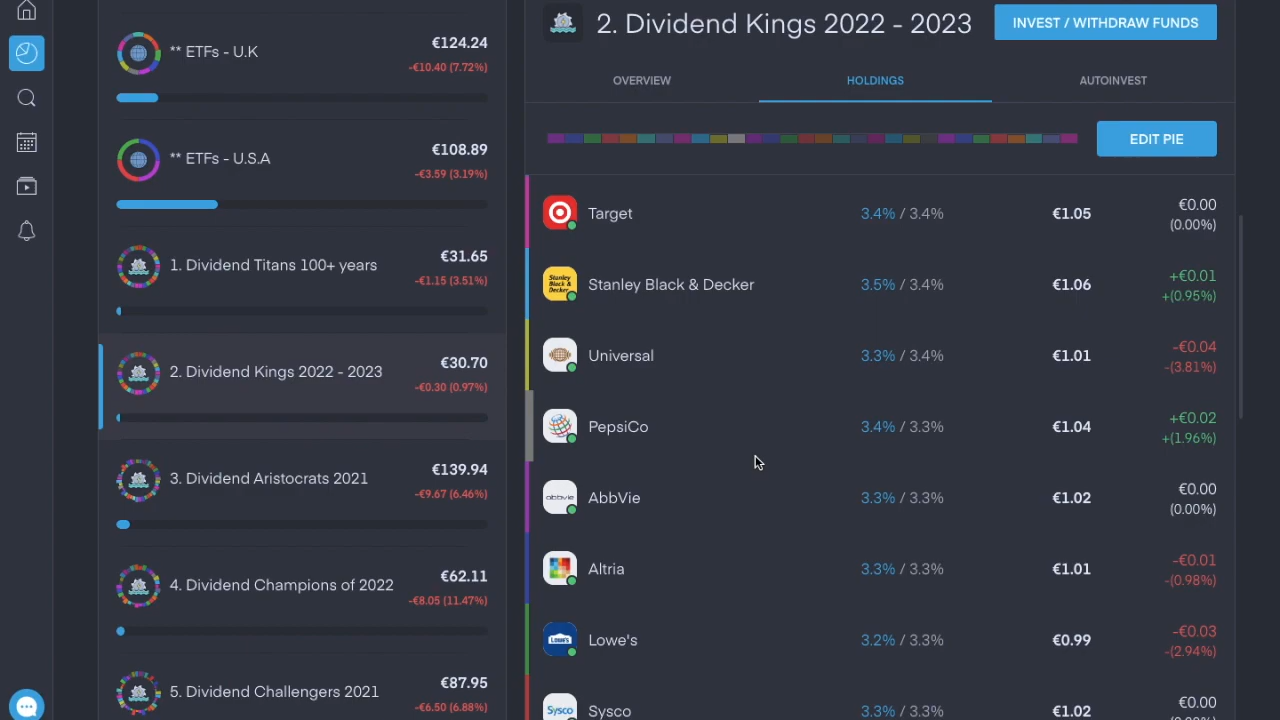 ** ETFs - U.K
€124.24
-€10.40 (7.72%)
** ETFs - U.S.A
€108.89
-€3.59 (3.19%)
1. Dividend Titans 100+ years
€31.65
-€1.15 (3.51%)
2. Dividend Kings 2022 - 2023
€30.70
-€0.30 (0.97%)
3. Dividend Aristocrats 2021
€139.94
-€9.67 (6.46%)
4. Dividend Champions of 2022
€62.11
-€8.05 (11.47%)
5. Dividend Challengers 2021
€87.95
-€6.50 (6.88%)
2. Dividend Kings 2022 - 2023
INVEST / WITHDRAW FUNDS
OVERVIEW
HOLDINGS
AUTOINVEST
EDIT PIE
Target
3.4% / 3.4%
€1.05
€0.00
(0.00%)
Stanley Black & Decker
Stanley Black & Decker
3.5% / 3.4%
€1.06
+€0.01
+(0.95%)
Universal
3.3% / 3.4%
€1.01
-€0.04
-(3.81%)
PepsiCo
3.4% / 3.3%
€1.04
+€0.02
+(1.96%)
abbvie
AbbVie
3.3% / 3.3%
€1.02
€0.00
(0.00%)
Altria
3.3% / 3.3%
€1.01
-€0.01
-(0.98%)
LOWE'S
Lowe's
3.2% / 3.3%
€0.99
-€0.03
-(2.94%)
Sysco
Sysco
3.3% / 3.3%
€1.02
€0.00